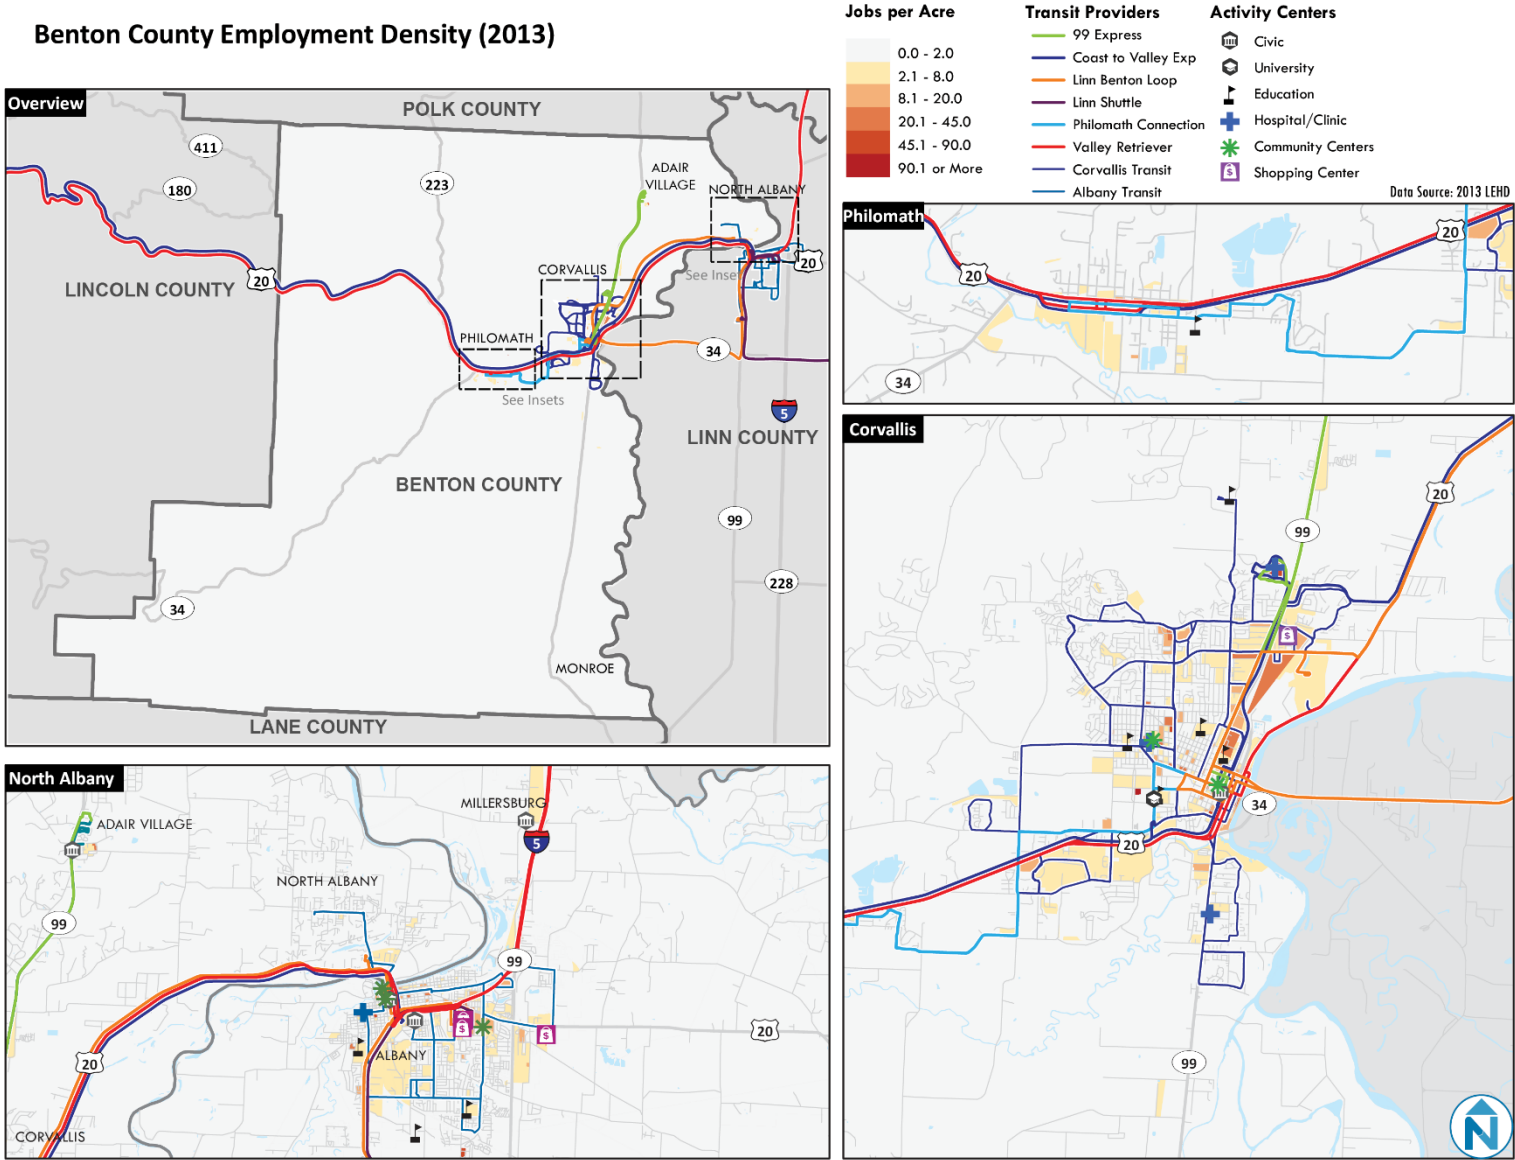 Benton County Employment Density (2013)
Jobs per Acre
0.0 - 2.0
2.1 - 8.0
8.1 - 20.0
20.1 - 45.0
45.1 - 90.0
90.1 or More
Transit Providers
99 Express
Coast to Valley Exp
Linn Benton Loop
Linn Shuttle
Philomath Connection
Valley Retriever
Corvallis Transit
Albany Transit
Activity Centers
Civic
University
Education
Hospital/Clinic
Community Centers
Shopping Center
Data Source: 2013 LEHD
Overview
POLK COUNTY
411
180
223
ADAIR
VILLAGE
NORTH ALBANY
20
LINCOLN COUNTY
20
CORVALLIS
See Inset
PHILOMATH
34
See Insets
5
LINN COUNTY
BENTON COUNTY
99
228
34
MONROE
LANE COUNTY
Philomath
20
20
34
Corvallis
20
99
$
34
20
99
N
North Albany
MILLERSBURG
ADAIR VILLAGE
5
NORTH ALBANY
99
99
$
$
20
ALBANY
20
CORVALLIS